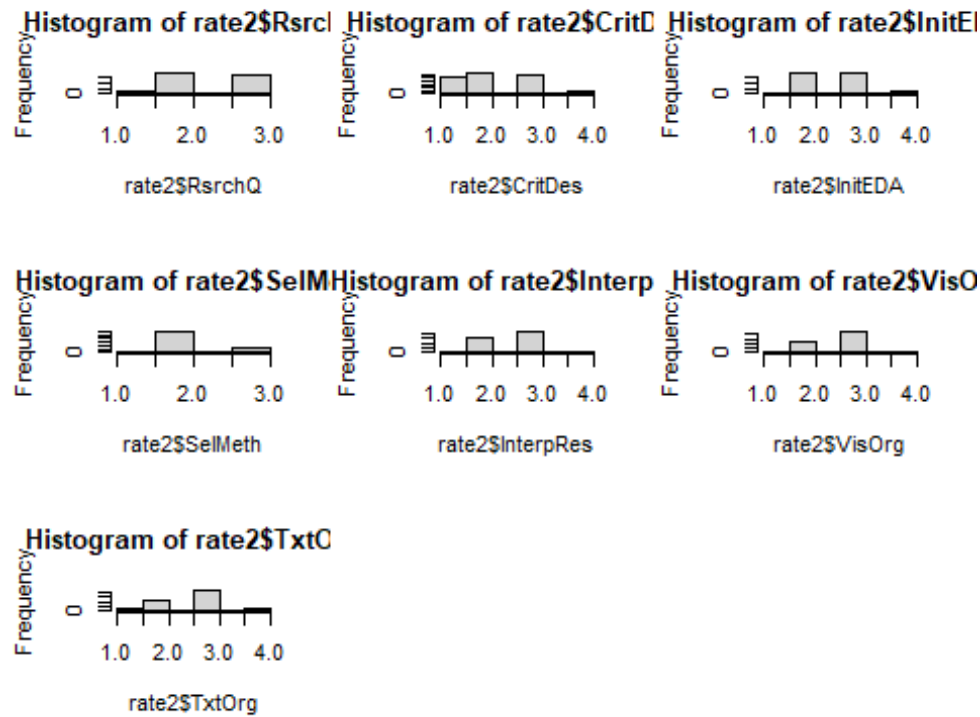 Histogram of rate2$Rsrcl
Frequency
0
1.0 2.0 3.0
rate2$RsrchQ
Histogram of rate2$CritD
Frequency
0
1.0 2.0 3.0 4.0
rate2$CritDes
Histogram of rate2$InitEI
Frequency
0
1.0 2.0 3.0 4.0
rate2$InitEDA
Histogram of rate2$SelM
Frequency
0
1.0 2.0 3.0
rate2$SelMeth
Histogram of rate2$Interp
Frequency
0
1.0 2.0 3.0 4.0
rate2$InterpRes
Histogram of rate2$VisO
Frequency
0
1.0 2.0 3.0 4.0
rate2$VisOrg
Histogram of rate2$TxtO
Frequency
0
1.0 2.0 3.0 4.0
rate2$TxtOrg